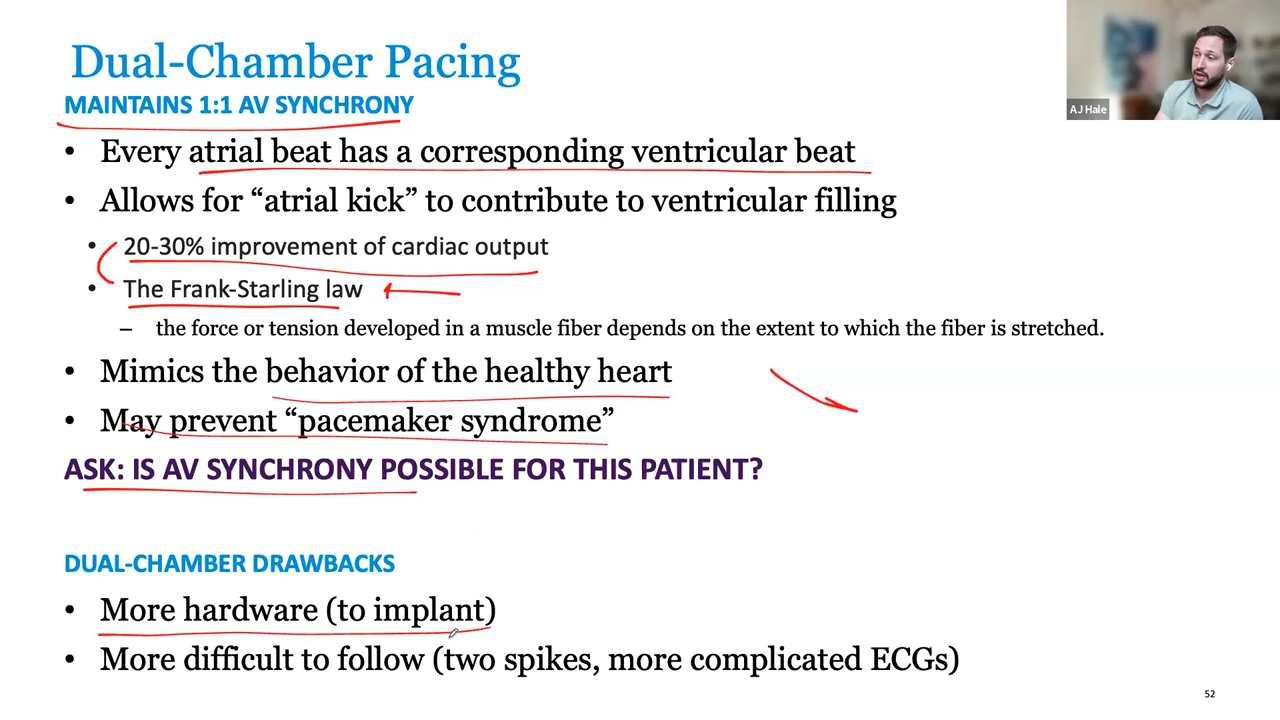 Dual-Chamber Pacing
MAINTAINS 1:1 AV SYNCHRONY
• Every atrial beat has a corresponding ventricular beat
• Allows for “atrial kick” to contribute to ventricular filling
• 20-30% improvement of cardiac output
• The Frank-Starling law
– the force or tension developed in a muscle fiber depends on the extent to which the fiber is stretched.
• Mimics the behavior of the healthy heart
• May prevent “pacemaker syndrome”
ASK: IS AV SYNCHRONY POSSIBLE FOR THIS PATIENT?
DUAL-CHAMBER DRAWBACKS
• More hardware (to implant)
• More difficult to follow (two spikes, more complicated ECGs)
AJ Hale
52